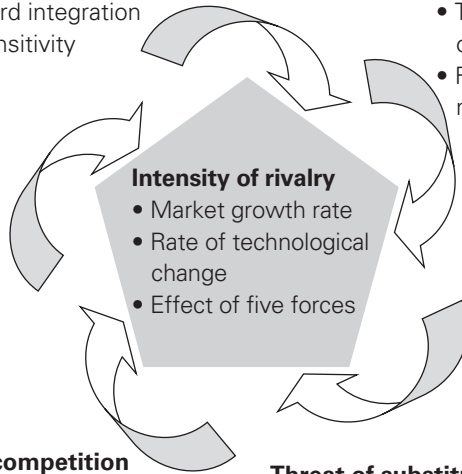 rd integration
nsitivity
• T
• F
Intensity of rivalry
• Market growth rate
• Rate of technological
change
• Effect of five forces
competition
Threat of substitu